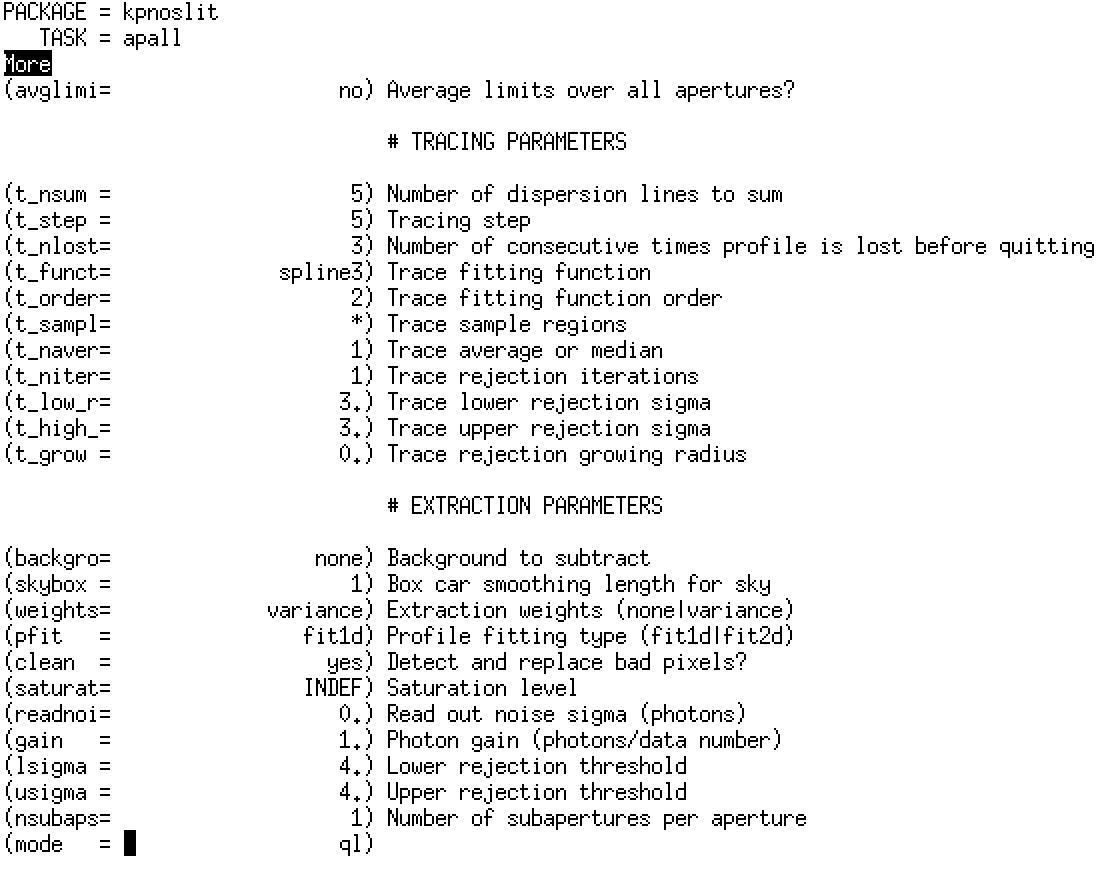 PACKAGE = kpnoslit
   TASK = apall
More
(avglimi=                   no) Average limits over all apertures?

                                # TRACING PARAMETERS

(t_nsum =                    5) Number of dispersion lines to sum
(t_step =                    5) Tracing step
(t_nlost=                    3) Number of consecutive times profile is lost before quitting
(t_funct=              spline3) Trace fitting function
(t_order=                    2) Trace fitting function order
(t_sampl=                    *) Trace sample regions
(t_naver=                    1) Trace average or median
(t_niter=                    1) Trace rejection iterations
(t_low_r=                   3.) Trace lower rejection sigma
(t_high_=                   3.) Trace upper rejection sigma
(t_grow =                   0.) Trace rejection growing radius

                                # EXTRACTION PARAMETERS

(backgro=                 none) Background to subtract
(skybox =                    1) Box car smoothing length for sky
(weights=             variance) Extraction weights (none|variance)
(pfit   =                fit1d) Profile fitting type (fit1d|fit2d)
(clean  =                  yes) Detect and replace bad pixels?
(saturat=                INDEF) Saturation level
(readnoi=                   0.) Read out noise sigma (photons)
(gain   =                   1.) Photon gain (photons/data number)
(lsigma =                   4.) Lower rejection threshold
(usigma =                   4.) Upper rejection threshold
(nsubaps=                    1) Number of subapertures per aperture
(mode   =                   ql)